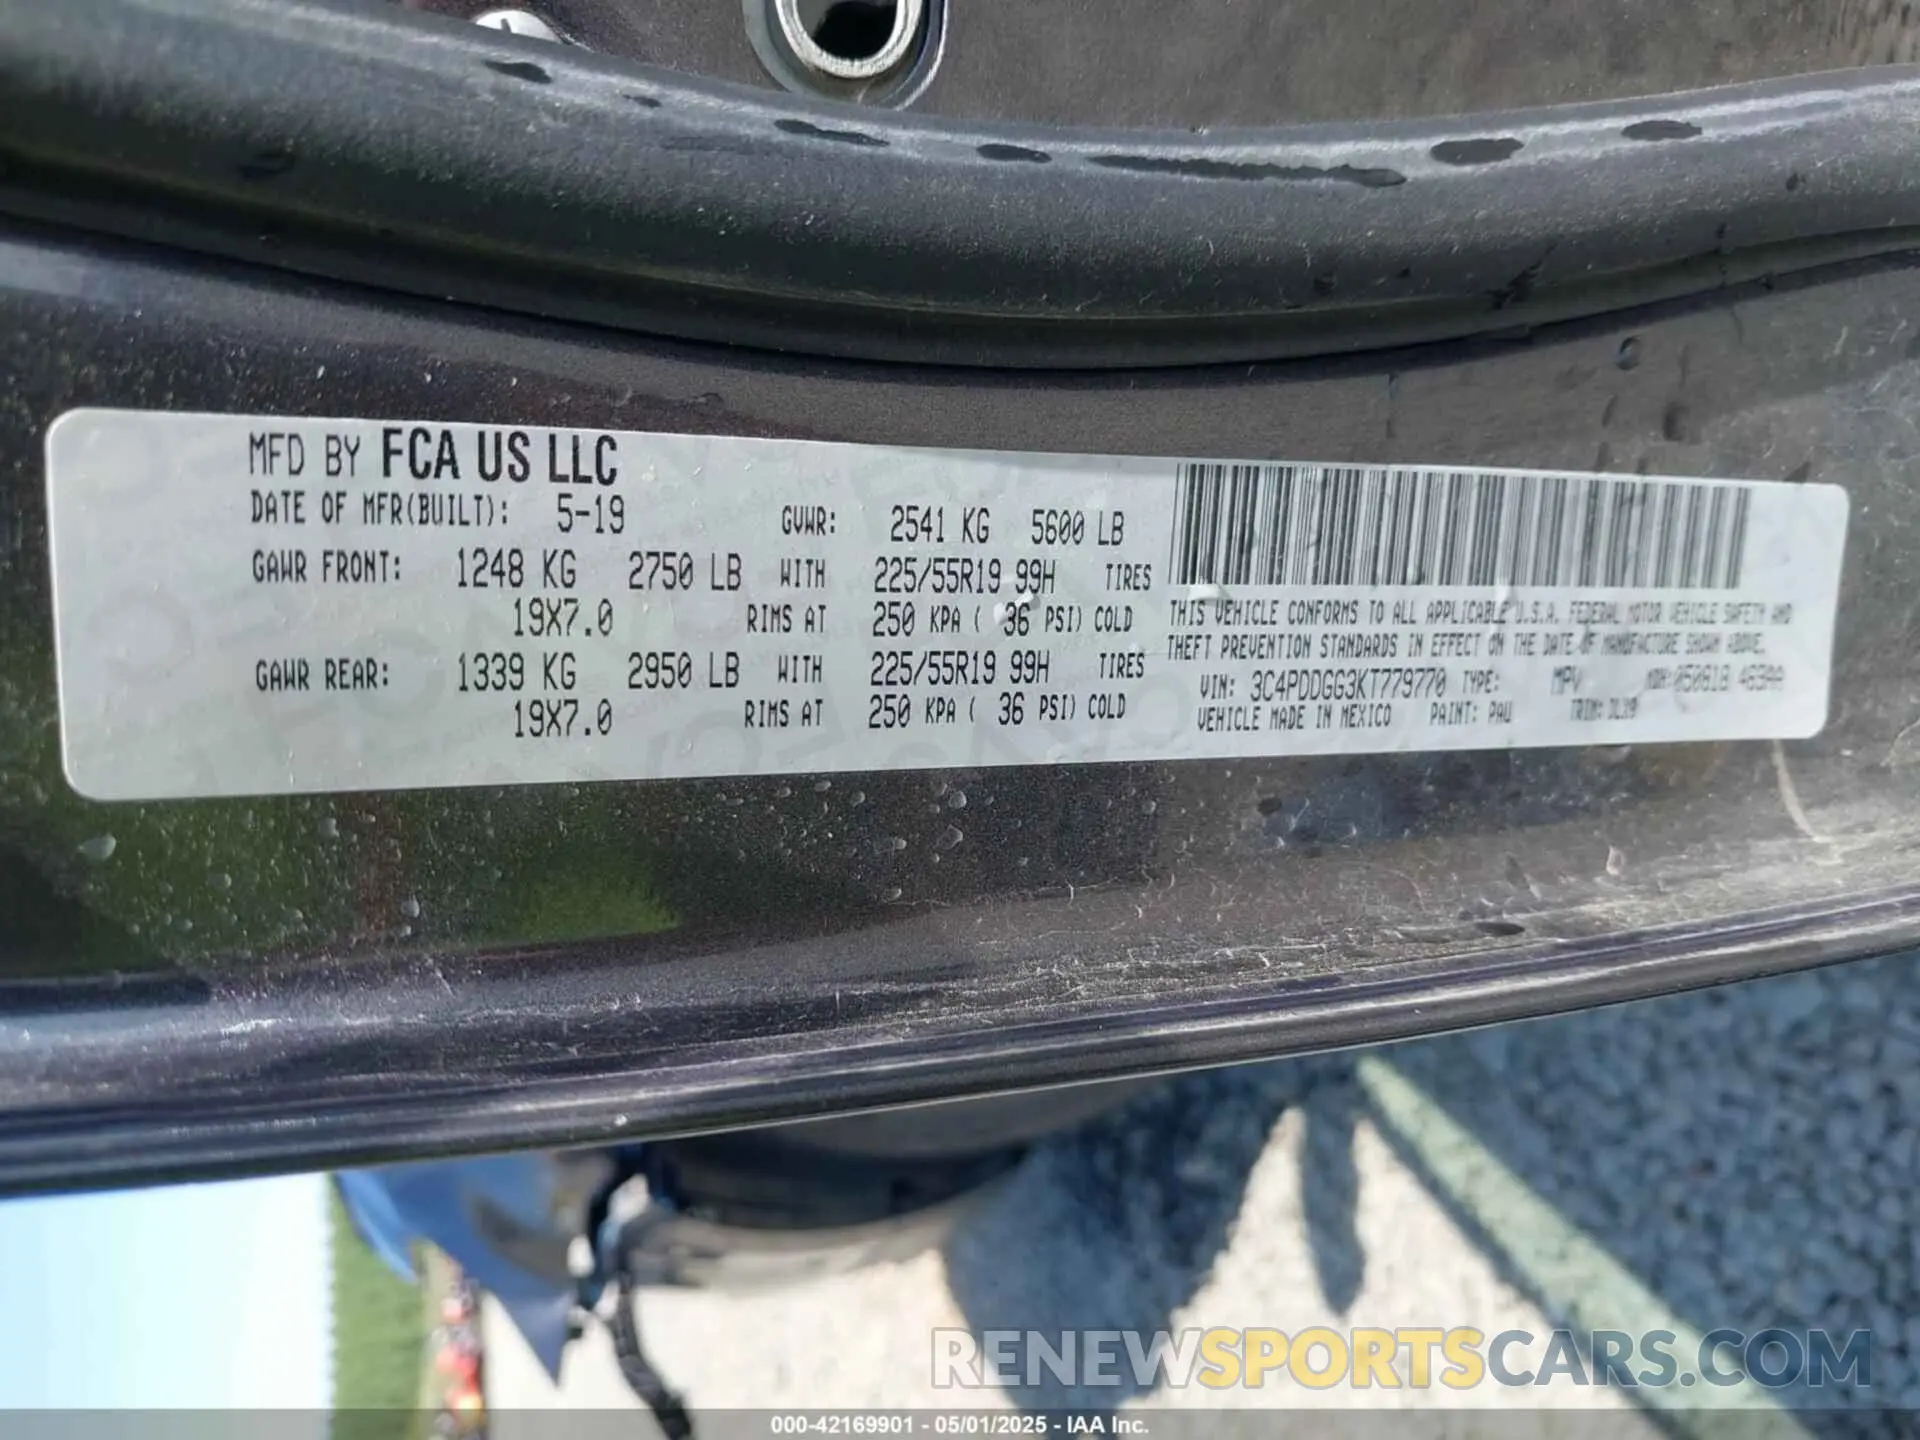 MFD BY FCA US LLC
DATE OF MFR(BUILT): 5-19 GVWR: 2541 KG 5600 LB
GAWR FRONT: 1248 KG 2750 LB WITH 225/55R19 99H TIRES
19X7.0 RIMS AT 250 KPA ( 36 PSI) COLD
GAWR REAR: 1339 KG 2950 LB WITH 225/55R19 99H TIRES
19X7.0 RIMS AT 250 KPA ( 36 PSI) COLD
THIS VEHICLE CONFORMS TO ALL APPLICABLE U.S.A. FEDERAL MOTOR VEHICLE SAFETY AND
THEFT PREVENTION STANDARDS IN EFFECT ON THE DATE OF MANUFACTURE SHOWN ABOVE.
VIN: 3C4PDDGG3KT779770 TYPE: MPV MDH: 050818
VEHICLE MADE IN MEXICO PAINT: PAU TRIM: DLX9
RENEWSPORTSCARS.COM
000-42169901 - 05/01/2025 - IAA Inc.